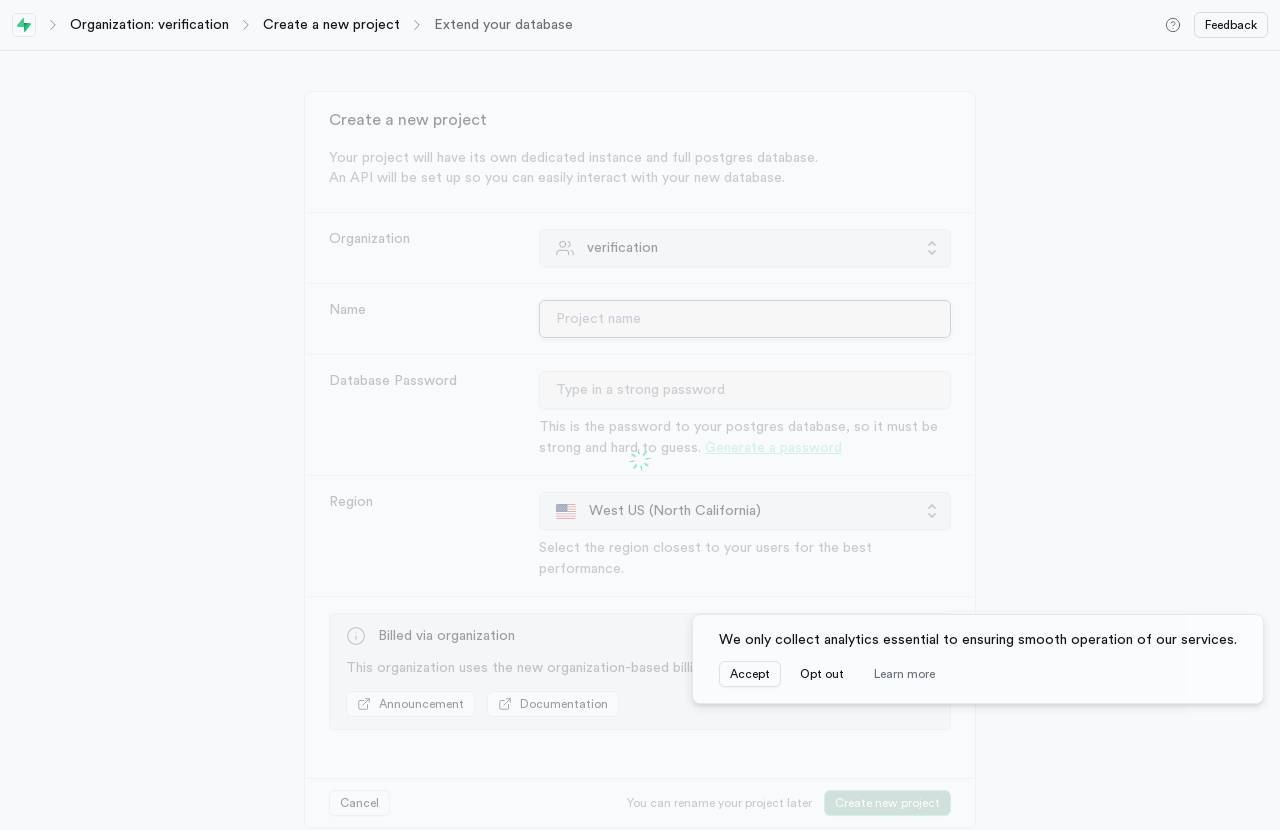 Organization: verification
Create a new project
Extend your database
Feedback
Create a new project
Your project will have its own dedicated instance and full postgres database.
An API will be set up so you can easily interact with your new database.
Organization
verification
Name
Project name
Database Password
Type in a strong password
This is the password to your postgres database, so it must be
strong and hard to guess. Generate a password
Region
West US (North California)
Select the region closest to your users for the best
performance.
Billed via organization
This organization uses the new organization-based
Announcement
Documentation
We only collect analytics essential to ensuring smooth operation of our services.
Accept
Opt out
Learn more
Cancel
You can rename your project later
Create new project